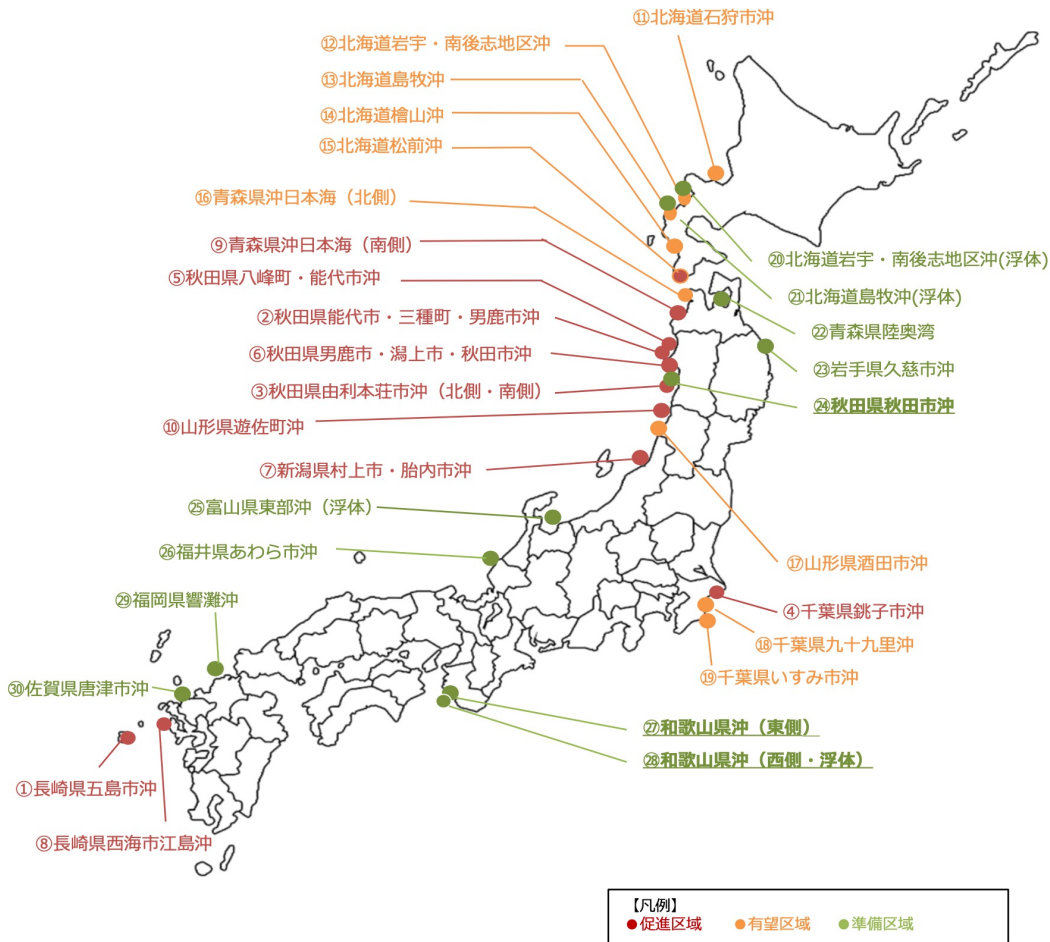 ⑪北海道石狩市沖
⑫北海道岩宇・南後志地区沖
⑬北海道島牧沖
⑭北海道檜山沖
⑮北海道松前沖
⑯青森県沖日本海（北側）
⑨青森県沖日本海（南側）
⑤秋田県八峰町・能代市沖
②秋田県能代市・三種町・男鹿市沖
⑥秋田県男鹿市・潟上市・秋田市沖
③秋田県由利本荘市沖（北側・南側）
⑩山形県遊佐町沖
⑦新潟県村上市・胎内市沖
㉕富山県東部沖（浮体）
㉖福井県あわら市沖
㉙福岡県響灘沖
㉚佐賀県唐津市沖
①長崎県五島市沖
⑧長崎県西海市江島沖
⑳北海道岩宇・南後志地区沖(浮体)
㉑北海道島牧沖(浮体)
㉒青森県陸奥湾
㉓岩手県久慈市沖
㉔秋田県秋田市沖
⑰山形県酒田市沖
④千葉県銚子市沖
⑱千葉県九十九里沖
⑲千葉県いすみ市沖
㉗和歌山県沖（東側）
㉘和歌山県沖（西側・浮体）
【凡例】
●促進区域 ●有望区域 ●準備区域